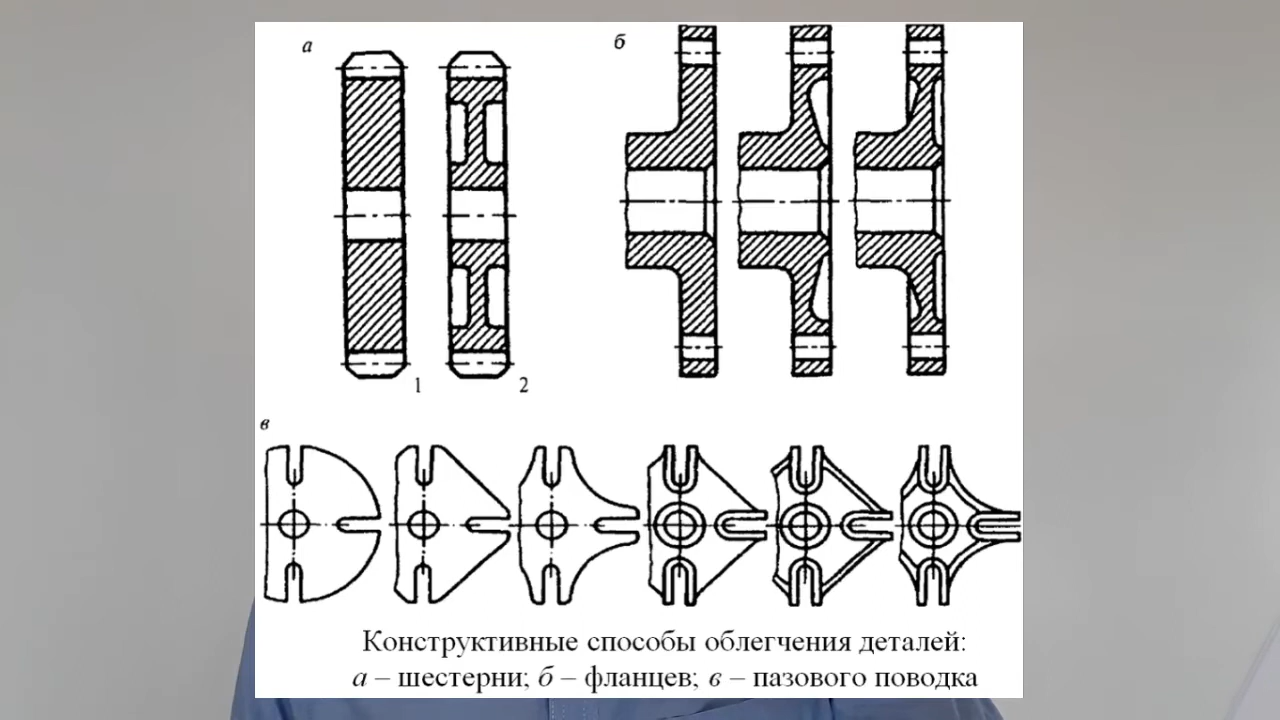 а
б
1
2
в
Конструктивные способы облегчения деталей:
а – шестерни; б – фланцев; в – пазового поводка